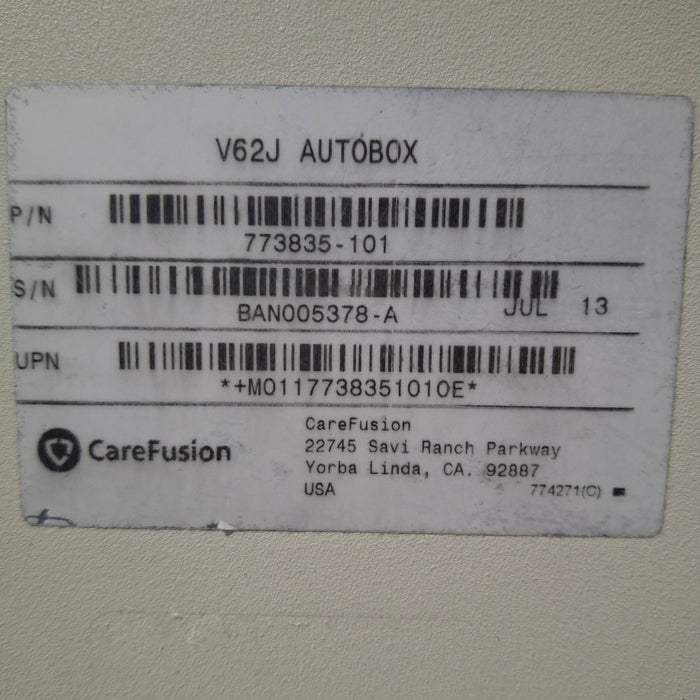 V62J AUTOBOX
P/N
773835-101
S/N
BAN005378-A
JUL 13
UPN
*+M0117738351010E*
CareFusion
CareFusion
22745 Savi Ranch Parkway
Yorba Linda, CA. 92887
USA
774271(C)